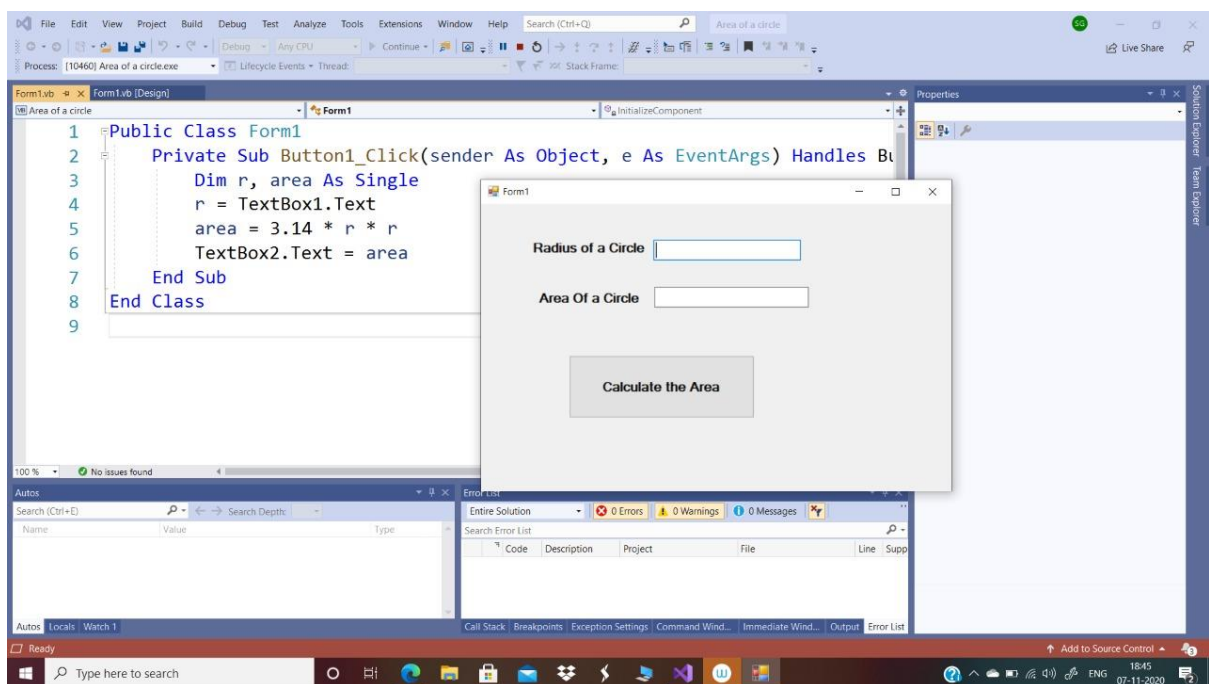 File Edit View Project Build Debug Test Analyze Tools Extensions Window Help Search (Ctrl+Q) Area of a circle SG
Debug Any CPU Continue Live Share
Process: [10460] Area of a circle.exe Lifecycle Events Thread: Stack Frame:
Form1.vb Form1.vb [Design]
VB Area of a circle Form1 InitializeComponent
Properties
Solution Explorer Team Explorer
1 Public Class Form1
2 Private Sub Button1_Click(sender As Object, e As EventArgs) Handles Bu
3 Dim r, area As Single
4 r = TextBox1.Text
5 area = 3.14 * r * r
6 TextBox2.Text = area
7 End Sub
8 End Class
9
Form1
Radius of a Circle
Area Of a Circle
Calculate the Area
100 % No issues found
Autos
Search (Ctrl+E) Search Depth:
Name Value Type
Autos Locals Watch 1
Error List
Entire Solution 0 Errors 0 Warnings 0 Messages
Search Error List
Code Description Project File Line Supp
Call Stack Breakpoints Exception Settings Command Wind... Immediate Wind... Output Error List
Ready Add to Source Control
Type here to search ENG 18:45
07-11-2020